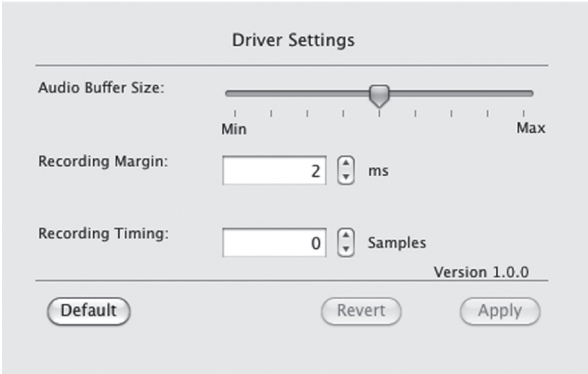 Driver Settings
Audio Buffer Size:
Min Max
Recording Margin: 2 ms
Recording Timing: 0 Samples
Version 1.0.0
Default Revert Apply